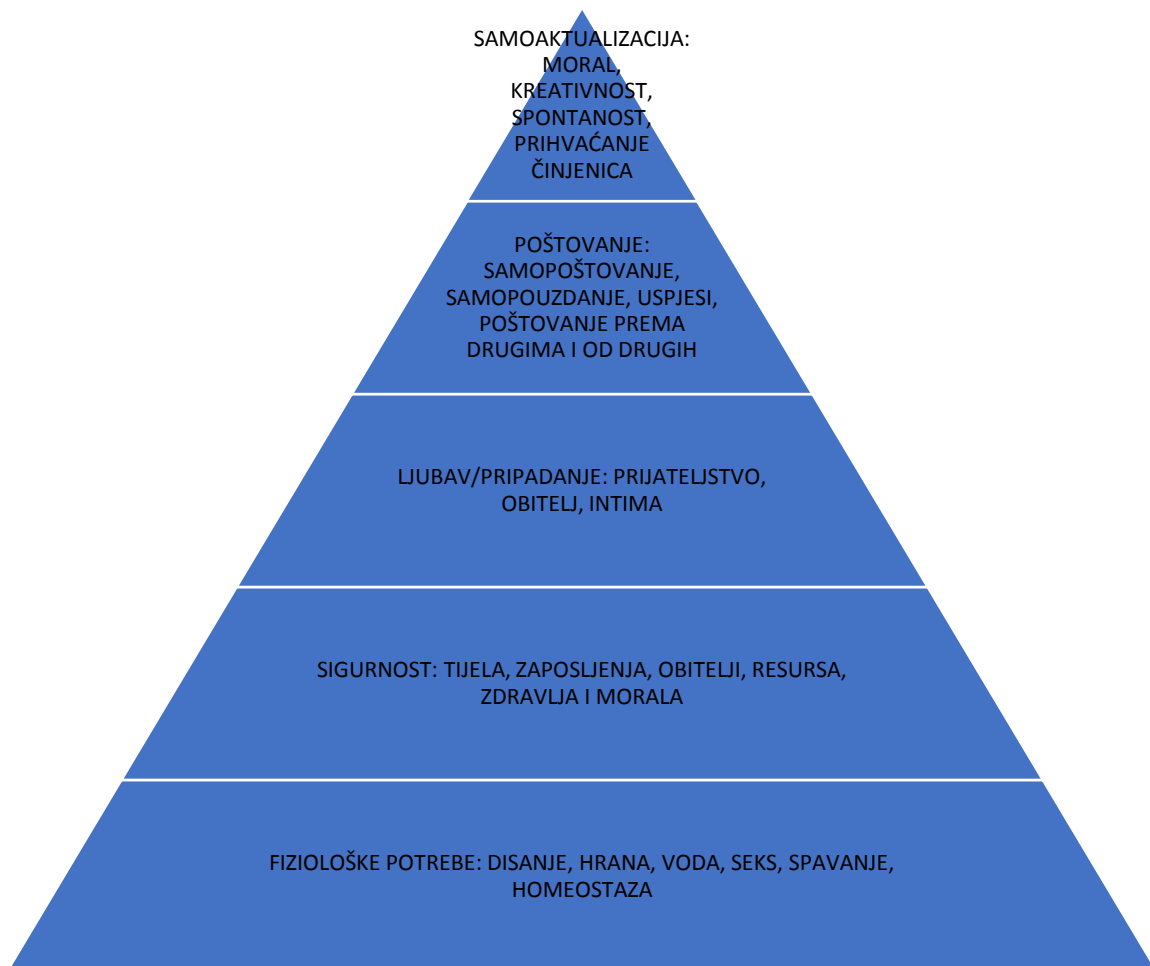 SAMOAKTUALIZACIJA:
MORAL,
KREATIVNOST,
SPONTANOST,
PRIHVAĆANJE
ČINJENICA
POŠTOVANJE:
SAMOPOŠTOVANJE,
SAMOPOUZDANJE, USPJESI,
POŠTOVANJE PREMA
DRUGIMA I OD DRUGIH
LJUBAV/PRIPADANJE: PRIJATELJSTVO,
OBITELJ, INTIMA
SIGURNOST: TIJELA, ZAPOSLJENJA, OBITELJI, RESURSA,
ZDRAVLJA I MORALA
FIZIOLOŠKE POTREBE: DISANJE, HRANA, VODA, SEKS, SPAVANJE,
HOMEOSTAZA